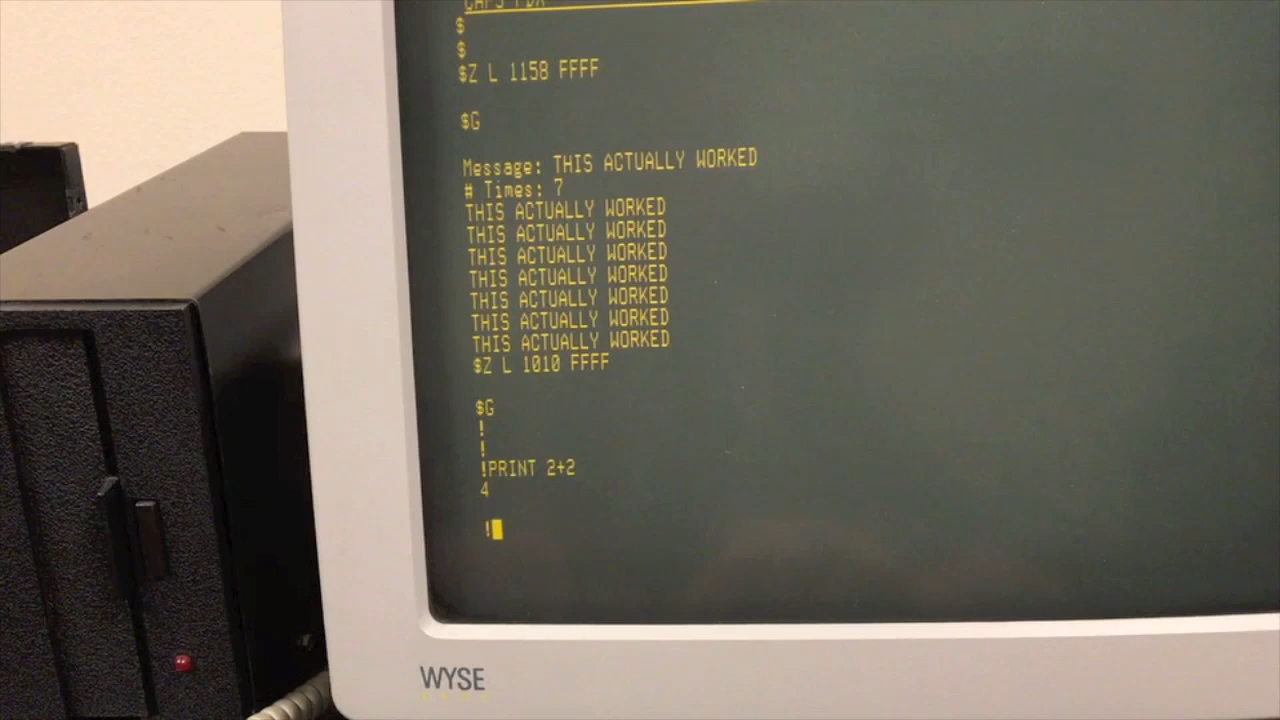 $
$
$Z L 1158 FFFF
$G
Message: THIS ACTUALLY WORKED
# Times: 7
THIS ACTUALLY WORKED
THIS ACTUALLY WORKED
THIS ACTUALLY WORKED
THIS ACTUALLY WORKED
THIS ACTUALLY WORKED
THIS ACTUALLY WORKED
THIS ACTUALLY WORKED
$Z L 1010 FFFF
$G
!
!
!PRINT 2+2
4
!
WYSE